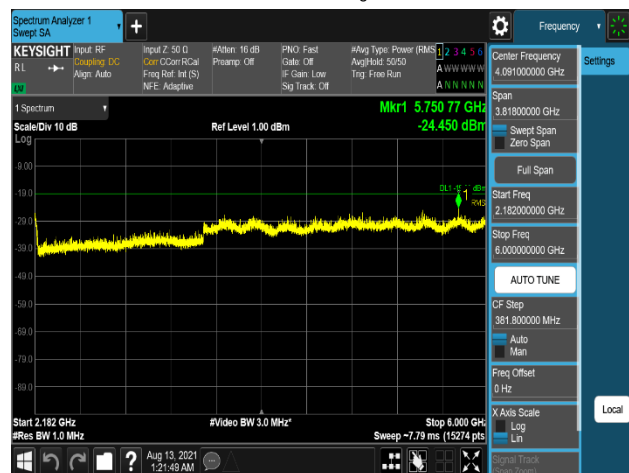 Spectrum Analyzer 1
Swept SA
+
Frequency
KEYSIGHT
R L
LM
Input: RF
Coupling: DC
Align: Auto
Input Z: 50 Ω
Corr CCorr RCal
Freq Ref: Int (S)
NFE: Adaptive
#Atten: 16 dB
Preamp: Off
PNO: Fast
Gate: Off
IF Gain: Low
Sig Track: Off
#Avg Type: Power (RMS
Avg|Hold: 50/50
Trig: Free Run
1 2 3 4 5 6
A W W W W W
A N N N N N
1 Spectrum
Mkr1 5.750 77 GHz
Scale/Div 10 dB
Ref Level 1.00 dBm
-24.450 dBm
Log
-9.00
-19.0
-29.0
-39.0
-49.0
-59.0
-69.0
-79.0
-89.0
1
RMS
Start 2.182 GHz
#Video BW 3.0 MHz*
Stop 6.000 GHz
#Res BW 1.0 MHz
Sweep ~7.79 ms (15274 pts
?
Aug 13, 2021
1:21:49 AM
Center Frequency
4.091000000 GHz
Settings
Span
3.81800000 GHz
Swept Span
Zero Span
Full Span
Start Freq
2.182000000 GHz
Stop Freq
6.000000000 GHz
AUTO TUNE
CF Step
381.800000 MHz
Auto
Man
Freq Offset
0 Hz
X Axis Scale
Log
Lin
Local
Signal Track
(Span Zoom)